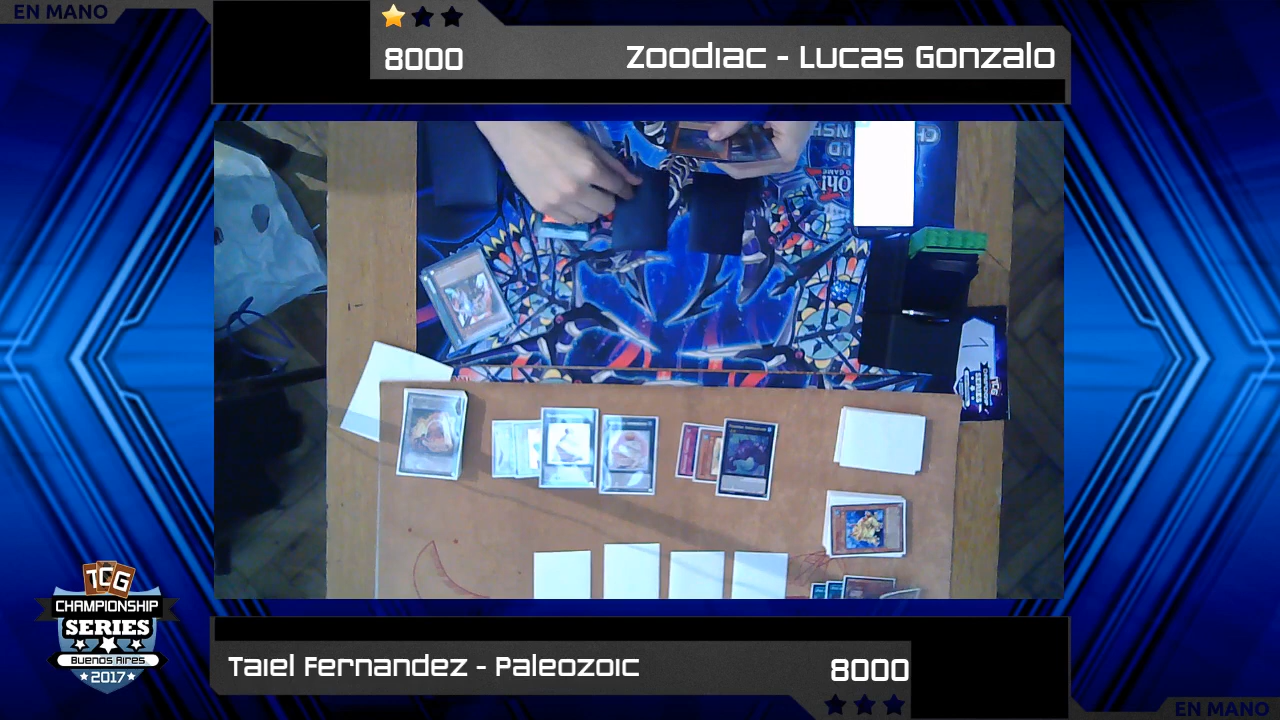 EN MANO
8000
Zoodiac - Lucas Gonzalo
TCG
CHAMPIONSHIP
SERIES
Buenos Aires
2017
Taiel Fernandez - Paleozoic
8000
EN MANO